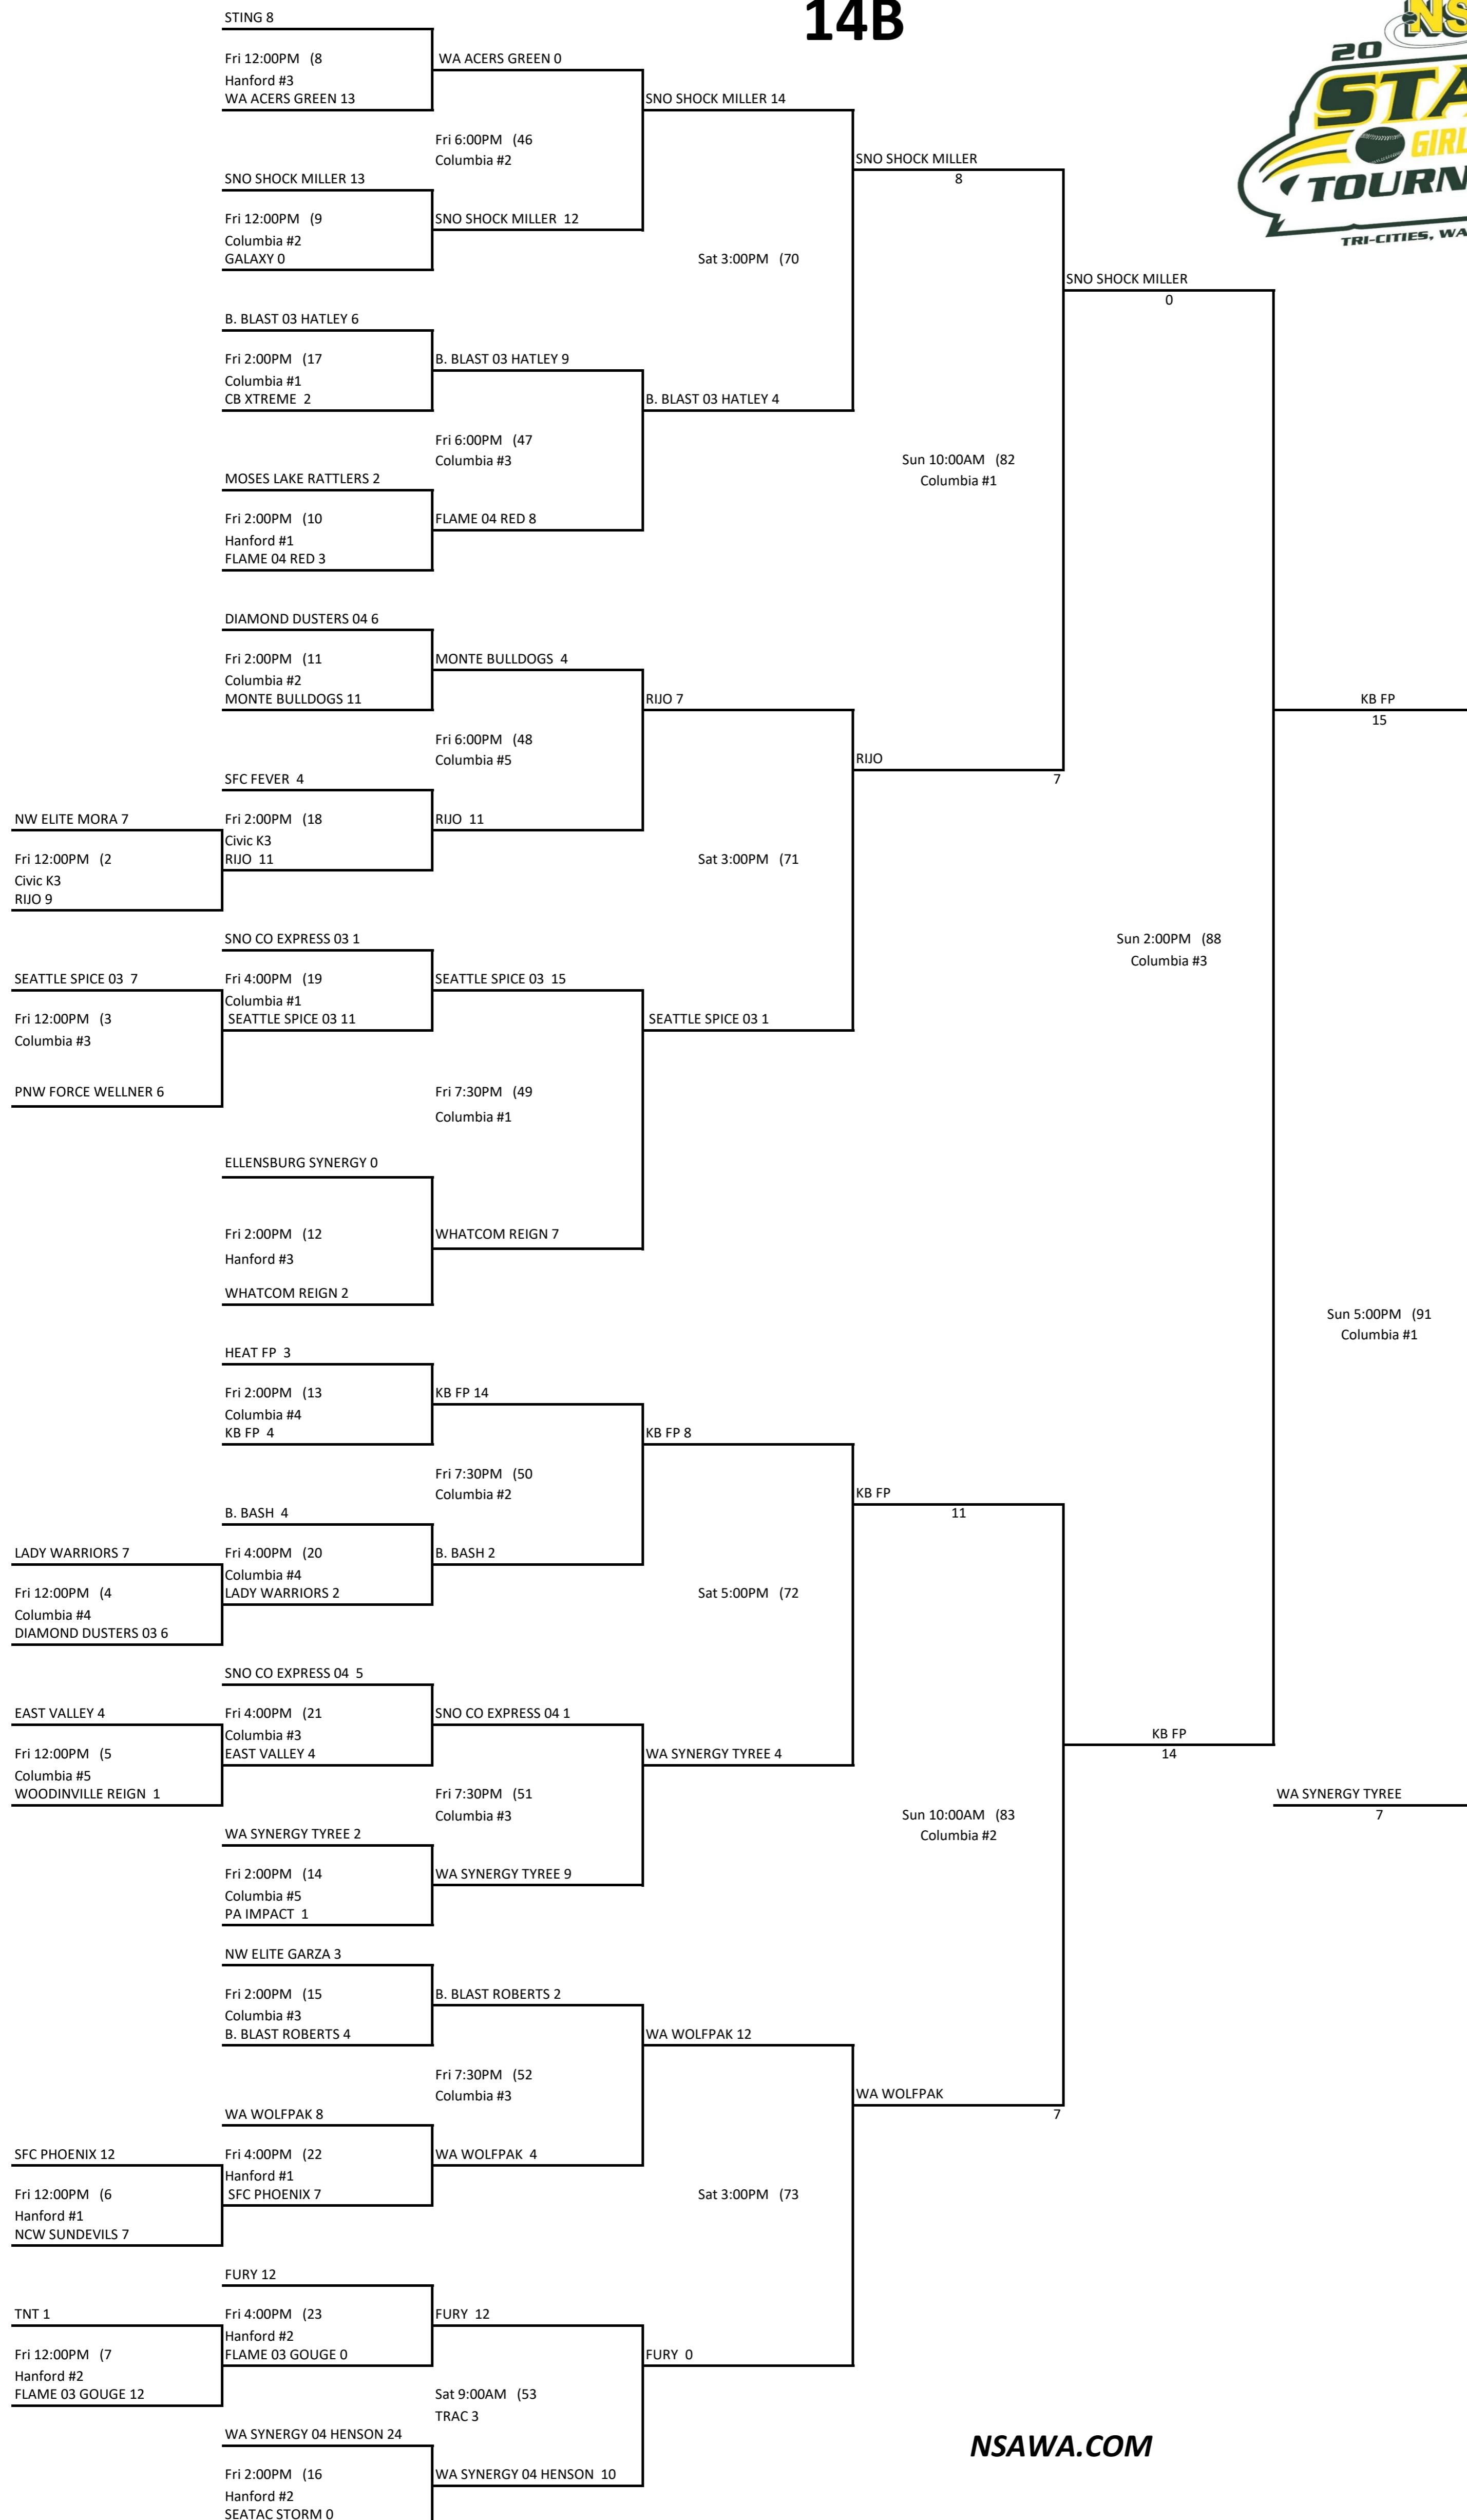 14B
NS
20
STA
GIRL
TOURN
TRI-CITIES, WA
STING 8
Fri 12:00PM (8
Hanford #3
WA ACERS GREEN 13
WA ACERS GREEN 0
Fri 6:00PM (46
Columbia #2
SNO SHOCK MILLER 13
Fri 12:00PM (9
Columbia #2
GALAXY 0
SNO SHOCK MILLER 12
SNO SHOCK MILLER 14
Sat 3:00PM (70
SNO SHOCK MILLER
8
B. BLAST 03 HATLEY 6
Fri 2:00PM (17
Columbia #1
CB XTREME 2
B. BLAST 03 HATLEY 9
Fri 6:00PM (47
Columbia #3
B. BLAST 03 HATLEY 4
MOSES LAKE RATTLERS 2
Fri 2:00PM (10
Hanford #1
FLAME 04 RED 3
FLAME 04 RED 8
Sun 10:00AM (82
Columbia #1
SNO SHOCK MILLER
0
DIAMOND DUSTERS 04 6
Fri 2:00PM (11
Columbia #2
MONTE BULLDOGS 11
MONTE BULLDOGS 4
Fri 6:00PM (48
Columbia #5
RIJO 7
SFC FEVER 4
NW ELITE MORA 7
Fri 12:00PM (2
Civic K3
RIJO 9
Fri 2:00PM (18
Civic K3
RIJO 11
RIJO 11
Sat 3:00PM (71
RIJO
7
KB FP
15
SNO CO EXPRESS 03 1
SEATTLE SPICE 03 7
Fri 12:00PM (3
Columbia #3
PNW FORCE WELLNER 6
Fri 4:00PM (19
Columbia #1
SEATTLE SPICE 03 11
SEATTLE SPICE 03 15
Fri 7:30PM (49
Columbia #1
SEATTLE SPICE 03 1
Sun 2:00PM (88
Columbia #3
ELLENSBURG SYNERGY 0
Fri 2:00PM (12
Hanford #3
WHATCOM REIGN 2
WHATCOM REIGN 7
Sun 5:00PM (91
Columbia #1
HEAT FP 3
Fri 2:00PM (13
Columbia #4
KB FP 4
KB FP 14
Fri 7:30PM (50
Columbia #2
KB FP 8
B. BASH 4
LADY WARRIORS 7
Fri 12:00PM (4
Columbia #4
DIAMOND DUSTERS 03 6
Fri 4:00PM (20
Columbia #4
LADY WARRIORS 2
B. BASH 2
Sat 5:00PM (72
KB FP
11
SNO CO EXPRESS 04 5
EAST VALLEY 4
Fri 12:00PM (5
Columbia #5
WOODINVILLE REIGN 1
Fri 4:00PM (21
Columbia #3
EAST VALLEY 4
SNO CO EXPRESS 04 1
Fri 7:30PM (51
Columbia #3
WA SYNERGY TYREE 4
WA SYNERGY TYREE 2
Fri 2:00PM (14
Columbia #5
PA IMPACT 1
WA SYNERGY TYREE 9
Sun 10:00AM (83
Columbia #2
KB FP
14
WA SYNERGY TYREE
7
NW ELITE GARZA 3
Fri 2:00PM (15
Columbia #3
B. BLAST ROBERTS 4
B. BLAST ROBERTS 2
Fri 7:30PM (52
Columbia #3
WA WOLFPAK 12
WA WOLFPAK 8
SFC PHOENIX 12
Fri 12:00PM (6
Hanford #1
NCW SUNDEVILS 7
Fri 4:00PM (22
Hanford #1
SFC PHOENIX 7
WA WOLFPAK 4
Sat 3:00PM (73
WA WOLFPAK
7
FURY 12
TNT 1
Fri 12:00PM (7
Hanford #2
FLAME 03 GOUGE 12
Fri 4:00PM (23
Hanford #2
FLAME 03 GOUGE 0
FURY 12
Sat 9:00AM (53
TRAC 3
FURY 0
WA SYNERGY 04 HENSON 24
Fri 2:00PM (16
Hanford #2
SEATAC STORM 0
WA SYNERGY 04 HENSON 10
NSAWA.COM